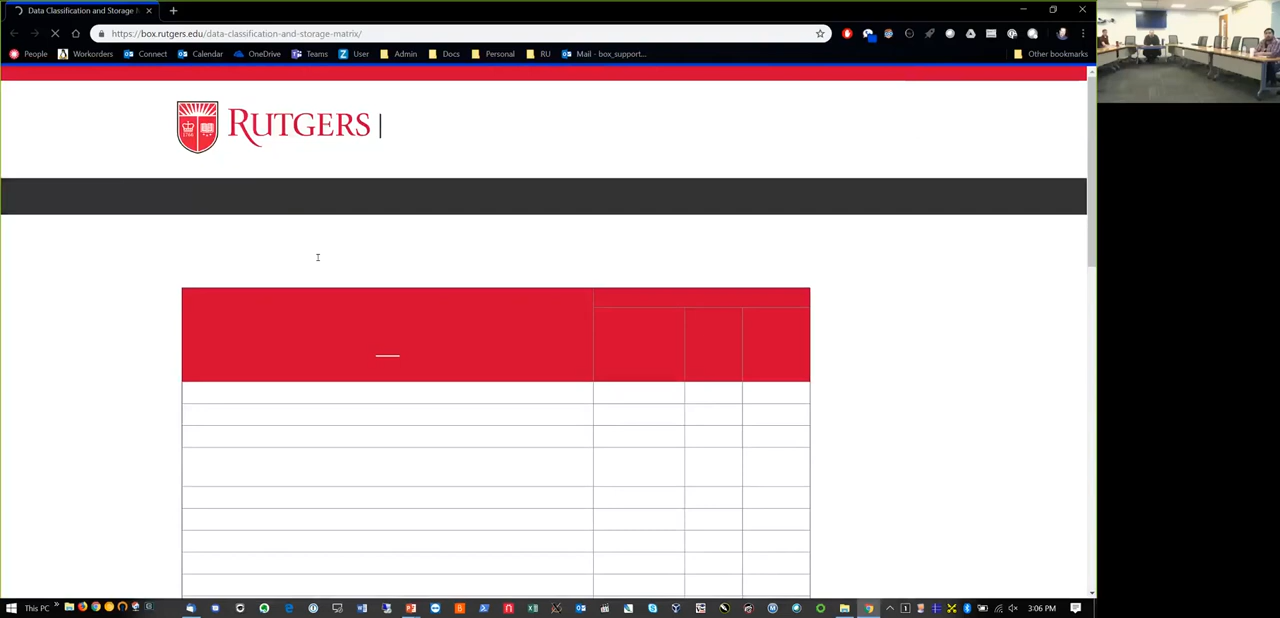 Data Classification and Storage
https://box.rutgers.edu/data-classification-and-storage-matrix/
People Workorders Connect Calendar OneDrive Teams User Admin Docs Personal RU Mail - box_support... Other bookmarks
RUTGERS
This PC
3:06 PM